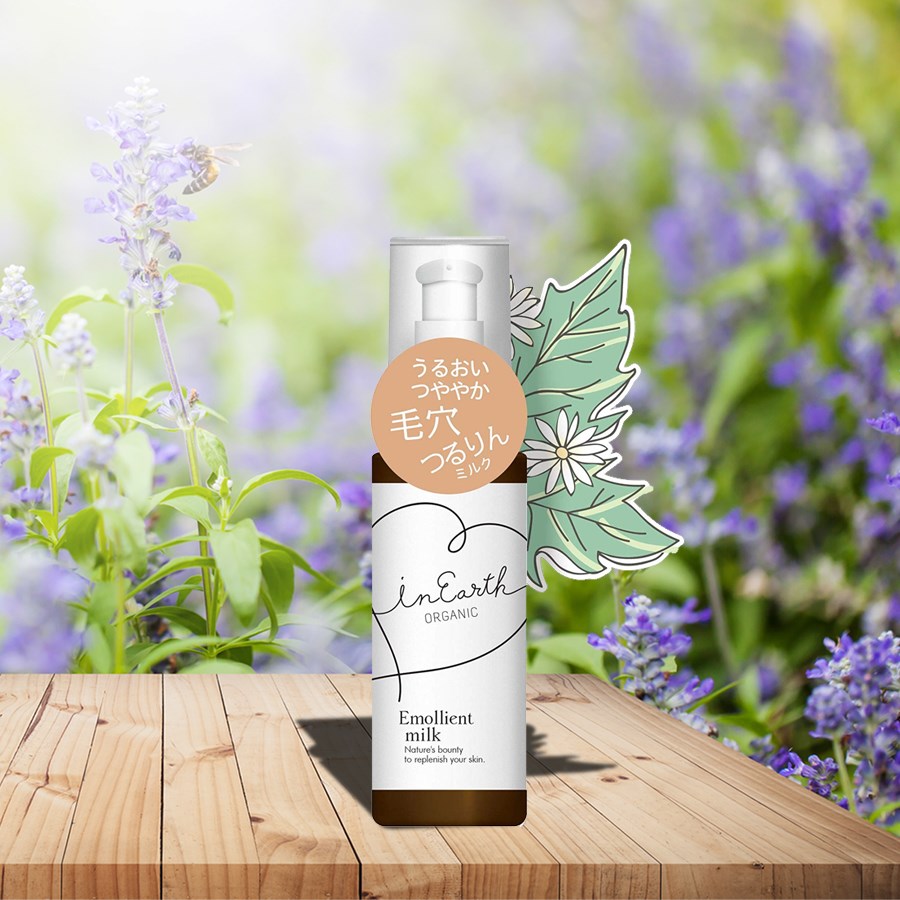 うるおい
つややか
毛穴
つるりん
ミルク
inEarth
ORGANIC
Emollient
milk
Nature's bounty
to replenish your skin.